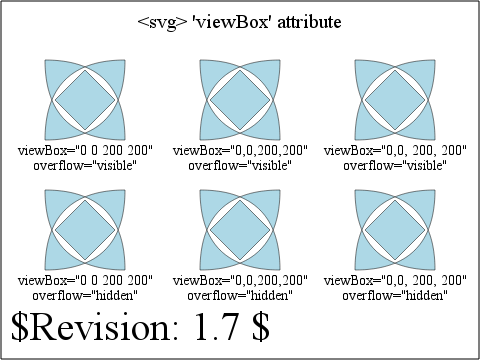 <svg> 'viewBox' attribute
viewBox="0 0 200 200"
overflow="visible"
viewBox="0,0,200,200"
overflow="visible"
viewBox="0,0, 200, 200"
overflow="visible"
viewBox="0 0 200 200"
overflow="hidden"
viewBox="0,0,200,200"
overflow="hidden"
viewBox="0,0, 200, 200"
overflow="hidden"
$Revision: 1.7 $